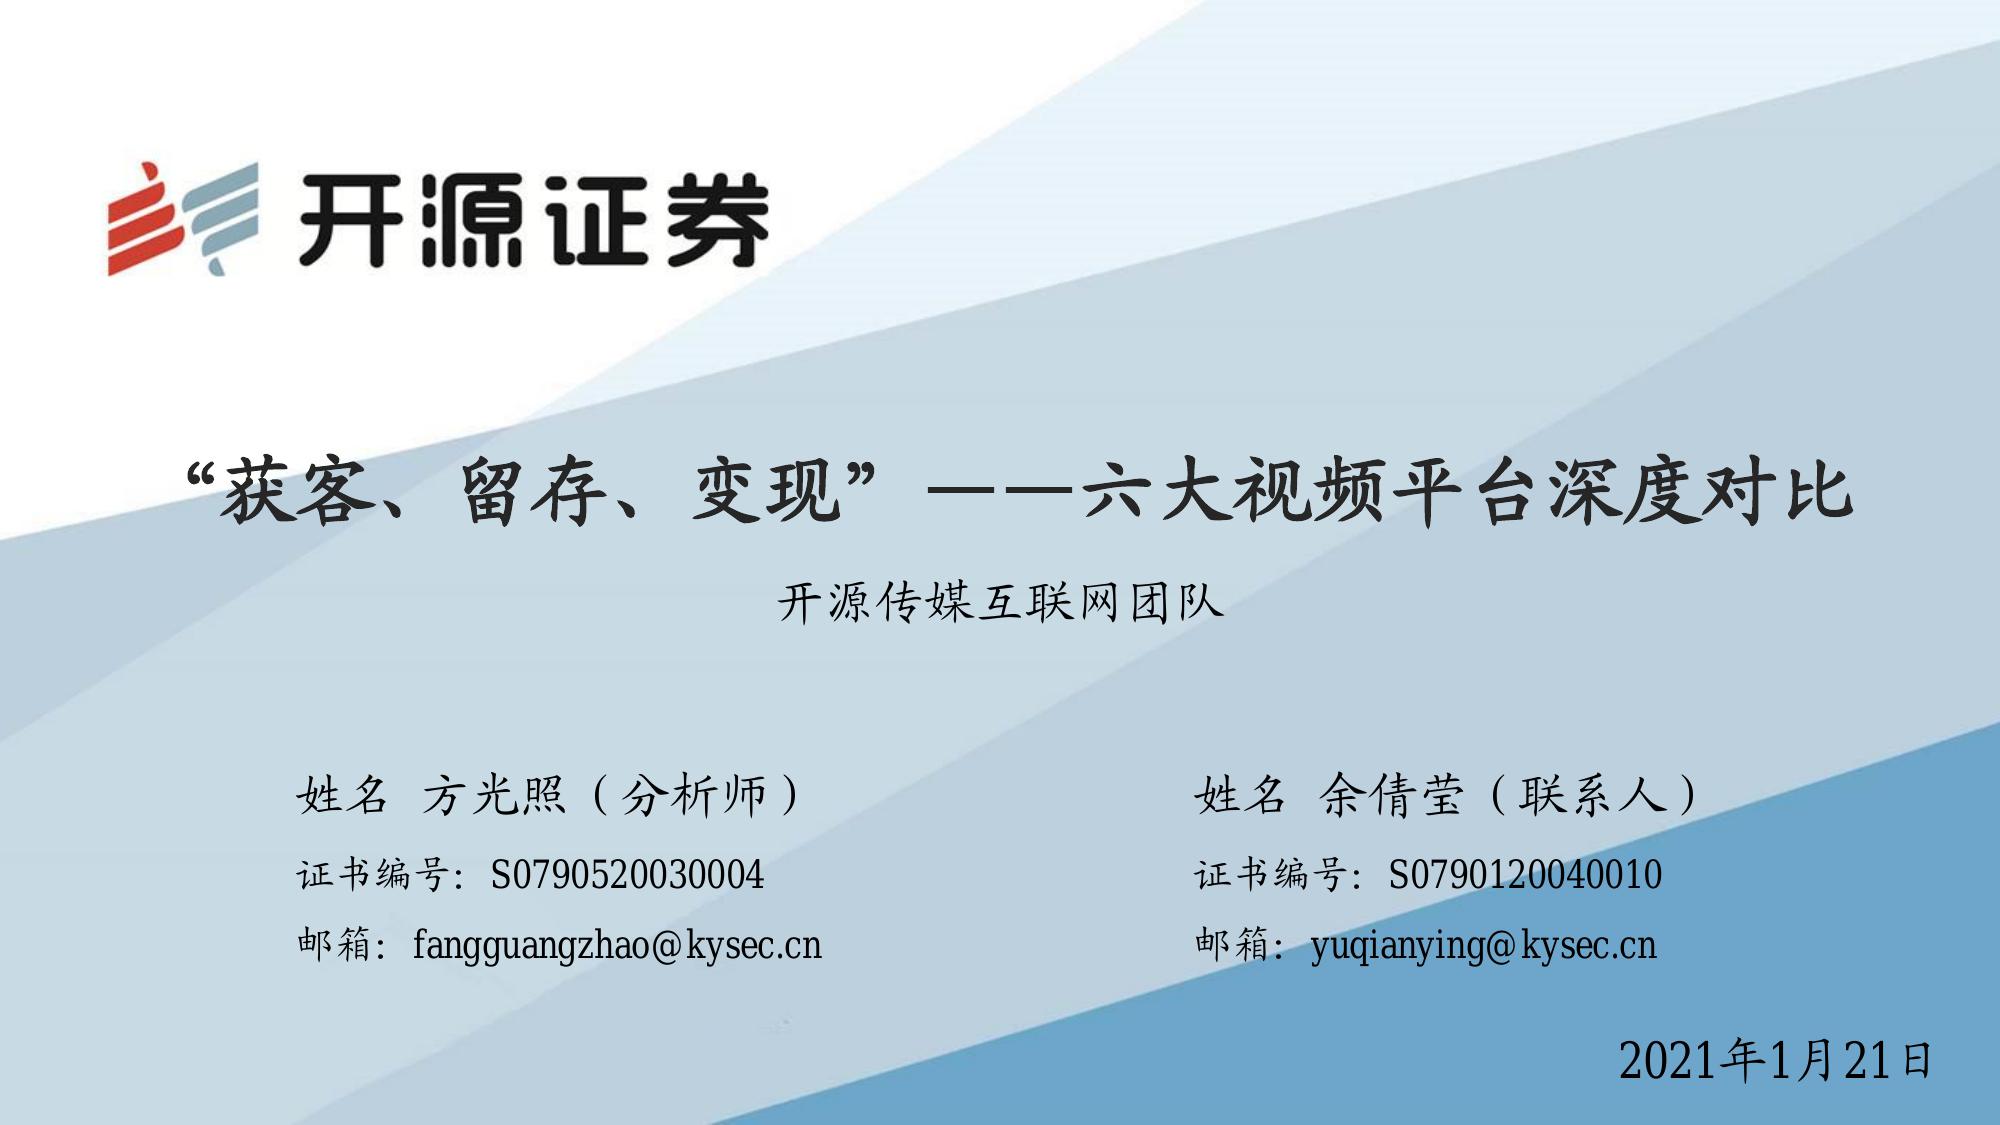 开源证券
“获客、留存、变现”——六大视频平台深度对比
开源传媒互联网团队
姓名 方光照（分析师）
证书编号：S0790520030004
邮箱：fangguangzhao@kysec.cn
姓名 余倩莹（联系人）
证书编号：S0790120040010
邮箱：yuqianying@kysec.cn
2021年1月21日